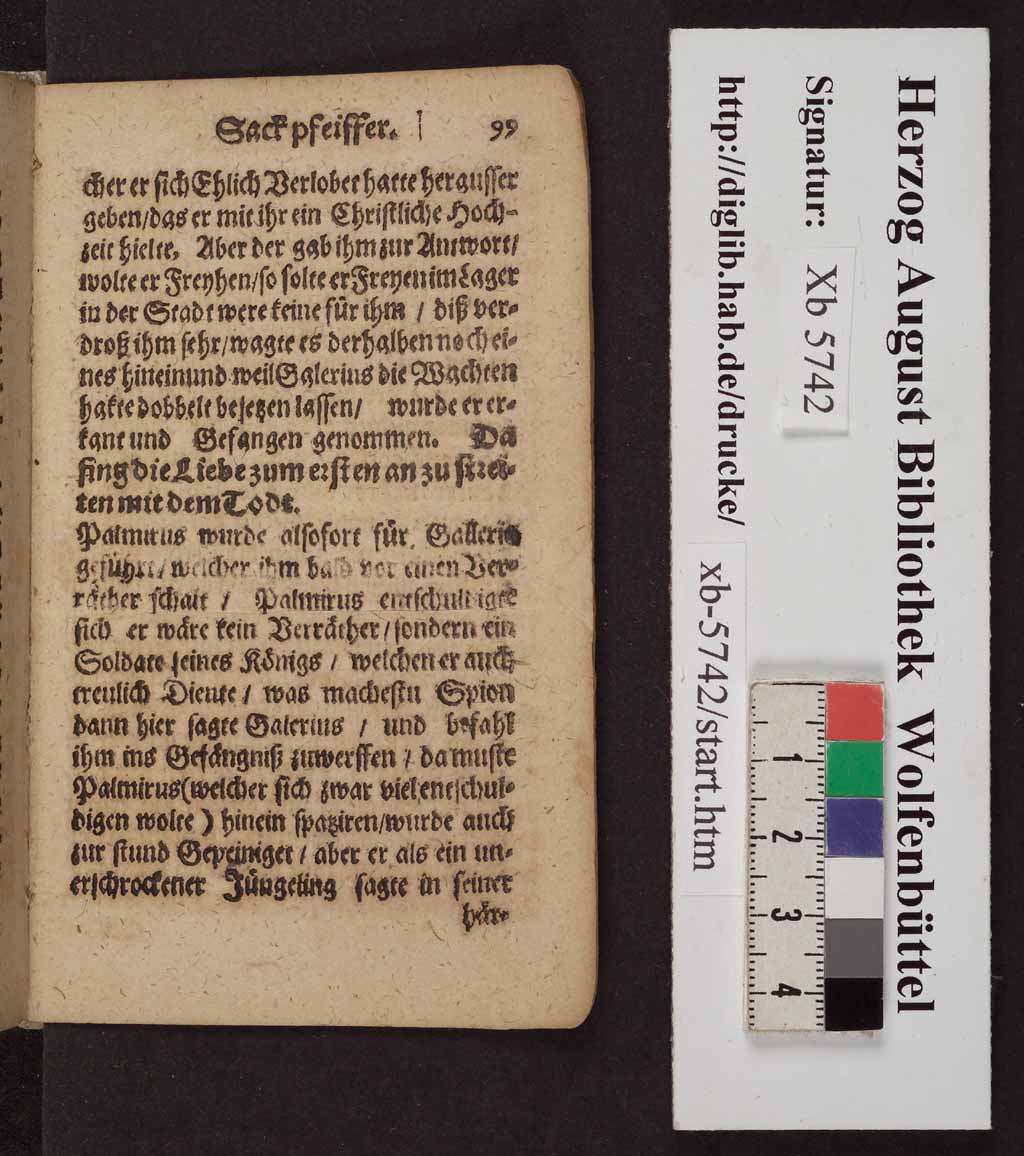 Sackpfeiffer. 99
cher er sich Ehlich Verlobet hatte herausser
geben/das er mit ihr ein Christliche Hoch-
zeit hielte. Aber der gab ihm zur Antwort/
wolte er Freyhen/so solte er Freyen im Lager
in der Stadt were keine für ihm / diß ver-
droß ihm sehr/wagte es derhalben noch ei-
nes hinein und weil Galerius die Wachten
hatte dobbelt besetzen lassen/ wurde er er-
kant und Gefangen genommen. Da
fing die Liebe zum ersten an zu strei-
ten mit dem Todt.
Palmirus wurde alsofort für Gallerio
geführt/ welcher ihm bald vor einen Ver-
räther schalt / Palmirus entschuldigte
sich er wäre kein Verräther/sondern ein
Soldate seines Königs / welchen er auch
treulich Diente / was machestu Spion
dann hier sagte Galerius / und befahl
ihm ins Gefängniß zuwerffen / da muste
Palmirus(welcher sich zwar viel entschul-
digen wolte) hinein spatziren/wurde auch
zur stund Gepeiniget / aber er als ein un-
erschrockener Jüngeling sagte in seiner
här-
Herzog August Bibliothek Wolfenbüttel
Signatur: Xb 5742
http://diglib.hab.de/drucke/ xb-5742/start.htm
1 2 3 4